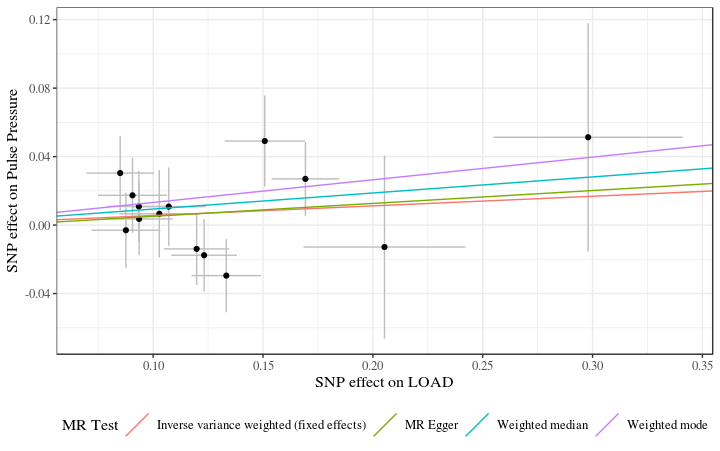 SNP effect on Pulse Pressure
0.12
0.08
0.04
0.00
-0.04
0.10
0.15
0.20
0.25
0.30
0.35
SNP effect on LOAD
MR Test
Inverse variance weighted (fixed effects)
MR Egger
Weighted median
Weighted mode